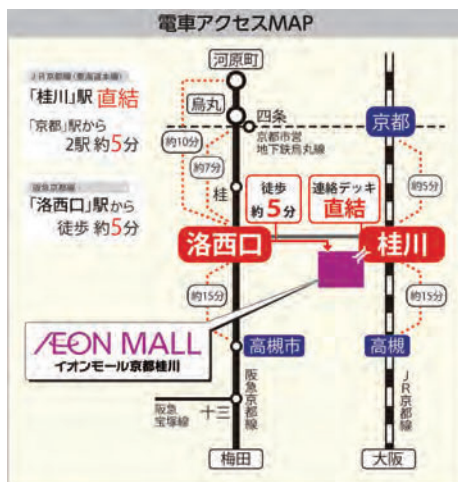 電車アクセスMAP
JR京都線(東海道本線)
「桂川」駅 直結
「京都」駅から
2駅 約5分
阪急京都線
「洛西口」駅から
徒歩 約5分
河原町
烏丸
四条
京都市営
地下鉄烏丸線
京都
約10分
約7分
桂
徒歩
約5分
連絡デッキ
直結
約5分
洛西口
桂川
約15分
約15分
ÆON MALL
イオンモール京都桂川
高槻市
高槻
阪急京都線
JR京都線
阪急
宝塚線
十三
梅田
大阪